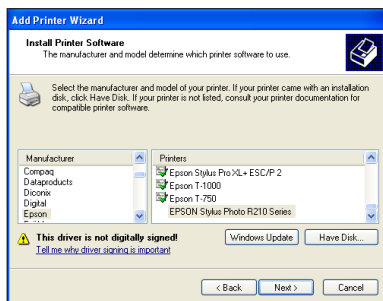 Add Printer Wizard
Install Printer Software
The manufacturer and model determine which printer software to use.
Select the manufacturer and model of your printer. If your printer came with an installation
disk, click Have Disk. If your printer is not listed, consult your printer documentation for
compatible printer software.
Manufacturer
Compaq
Dataproducts
Diconix
Digital
Epson
Printers
Epson Stylus Pro XL+ ESC/P 2
Epson T-1000
Epson T-750
EPSON Stylus Photo R210 Series
This driver is not digitally signed!
Tell me why driver signing is important
Windows Update
Have Disk...
< Back
Next >
Cancel